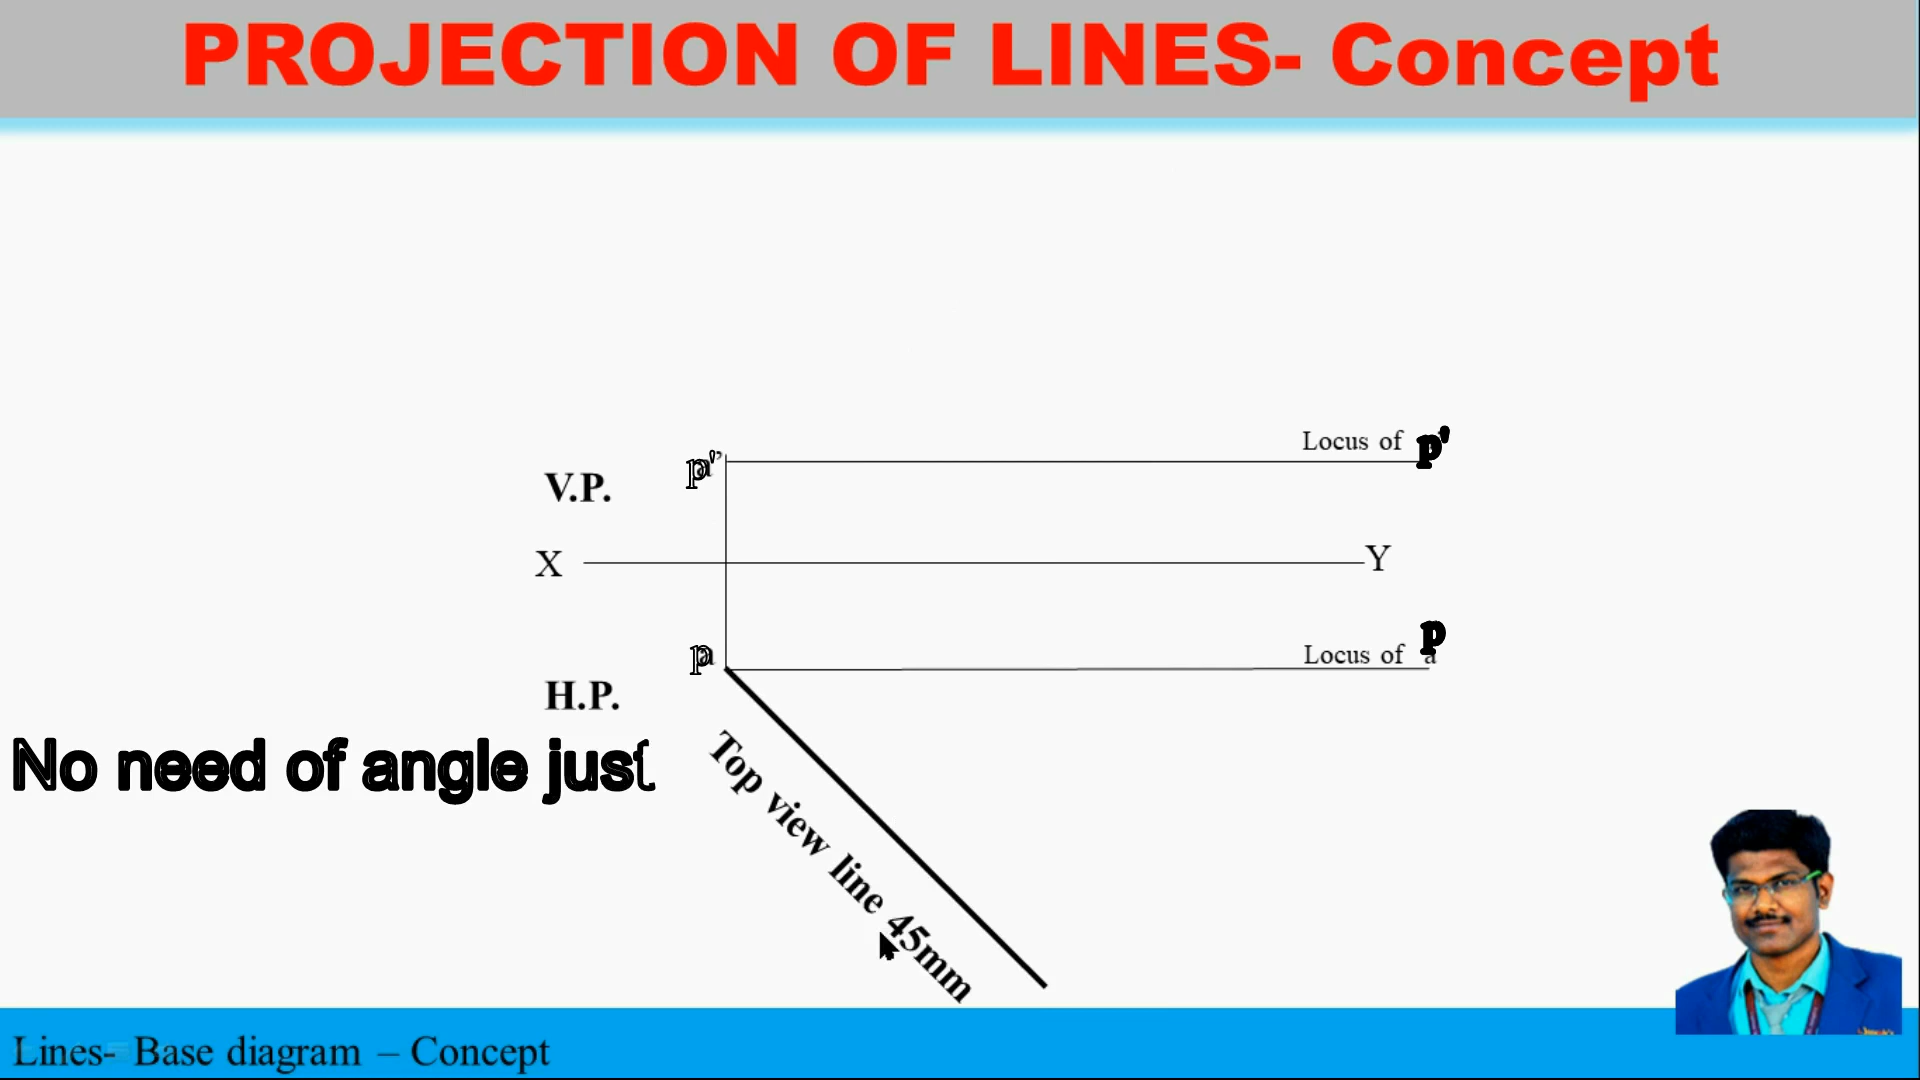 PROJECTION OF LINES- Concept
Locus of p'
p'
V.P.
X
Y
p
Locus of p
H.P.
No need of angle just
Top view line 45mm
Lines- Base diagram – Concept